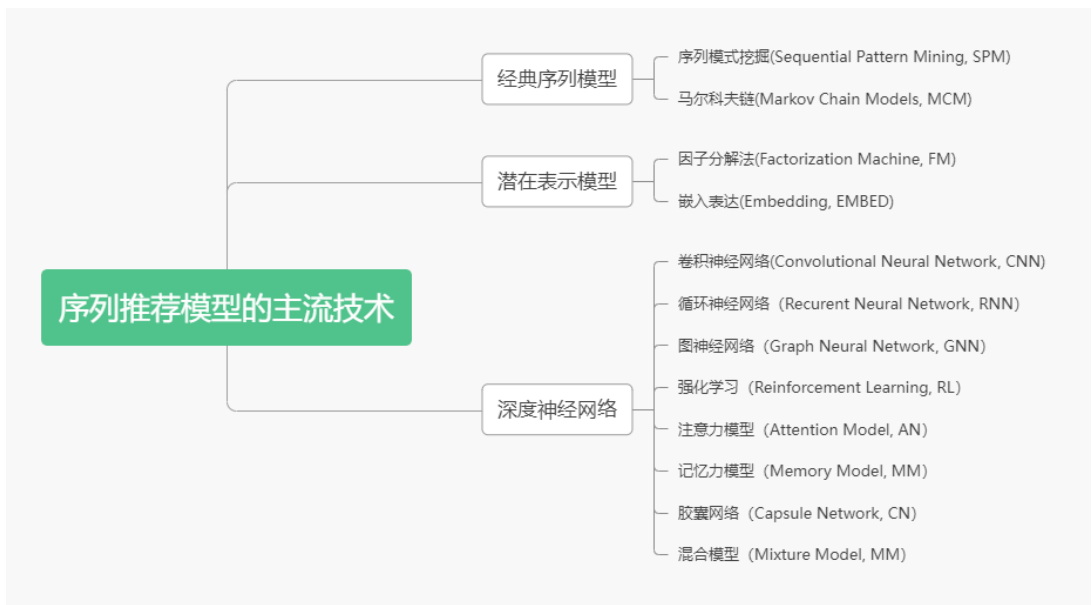 序列推荐模型的主流技术
经典序列模型
序列模式挖掘(Sequential Pattern Mining, SPM)
马尔科夫链(Markov Chain Models, MCM)
潜在表示模型
因子分解法(Factorization Machine, FM)
嵌入表达(Embedding, EMBED)
深度神经网络
卷积神经网络(Convolutional Neural Network, CNN)
循环神经网络（Recurent Neural Network, RNN）
图神经网络（Graph Neural Network, GNN）
强化学习（Reinforcement Learning, RL）
注意力模型（Attention Model, AN）
记忆力模型（Memory Model, MM）
胶囊网络（Capsule Network, CN）
混合模型（Mixture Model, MM）